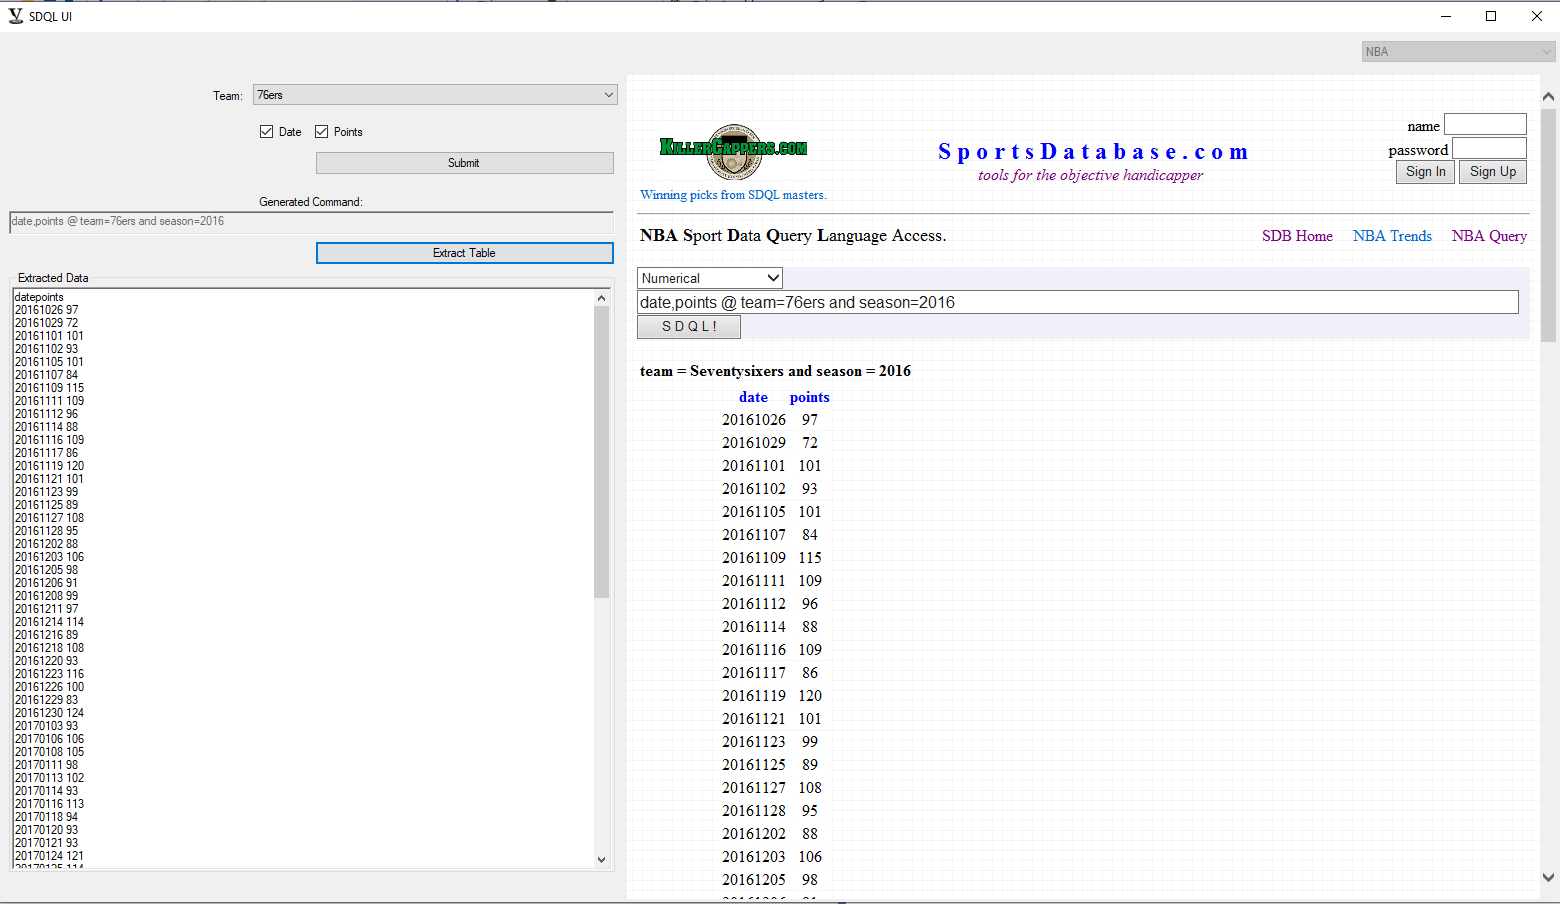 SDQL UI
NBA
Team: 76ers
Date Points
Submit
Generated Command:
date,points @ team=76ers and season=2016
Extract Table
Extracted Data
datepoints
20161026 97
20161029 72
20161101 101
20161102 93
20161105 101
20161107 84
20161109 115
20161111 109
20161112 96
20161114 88
20161116 109
20161117 86
20161119 120
20161121 101
20161123 99
20161125 89
20161127 108
20161128 95
20161202 88
20161203 106
20161205 98
20161206 91
20161208 99
20161211 97
20161214 114
20161216 89
20161218 108
20161220 93
20161223 116
20161226 100
20161229 83
20161230 124
20170103 93
20170106 106
20170108 105
20170111 98
20170113 102
20170114 93
20170116 113
20170118 94
20170120 93
20170121 93
20170124 121
20170125 114
KILLERCAPPERS.COM
Winning picks from SDQL masters.
SportsDatabase.com
tools for the objective handicapper
name
password
Sign In Sign Up
NBA Sport Data Query Language Access.
SDB Home NBA Trends NBA Query
Numerical
date,points @ team=76ers and season=2016
S D Q L !
team = Seventysixers and season = 2016
date points
20161026 97
20161029 72
20161101 101
20161102 93
20161105 101
20161107 84
20161109 115
20161111 109
20161112 96
20161114 88
20161116 109
20161117 86
20161119 120
20161121 101
20161123 99
20161125 89
20161127 108
20161128 95
20161202 88
20161203 106
20161205 98